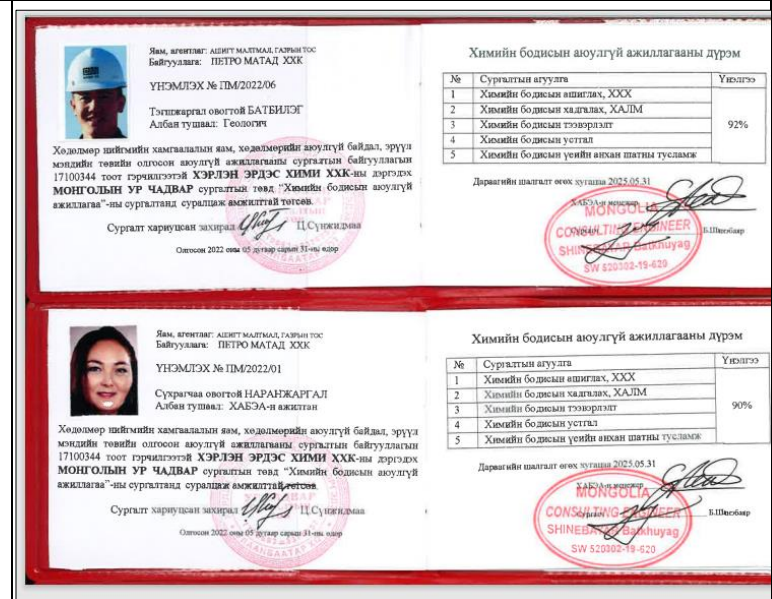 Яам, агентлаг: АШИГТ МАЛТМАЛ, ГАЗРЫН ТОС
Байгууллага: ПЕТРО МАТАД ХХК
ҮНЭМЛЭХ № ПМ/2022/06
Тэгшжаргал овогтой БАТБИЛЭГ
Албан тушаал: Геологич
Хөдөлмөр нийгмийн хамгаалалын яам, хөдөлмөрийн аюулгүй байдал, эрүүл
мэндийн төвийн олгосон аюулгүй ажиллагааны сургалтын байгууллагын
17100344 тоот гэрчилгээтэй ХЭРЛЭН ЭРДЭС ХИМИ ХХК-ны дэргэдэх
МОНГОЛЫН УР ЧАДВАР сургалтын төвд "Химийн бодисын аюулгүй
ажиллагаа"-ны сургалтанд суралцаж амжилттай төгсөв.
Сургалт хариуцсан захирал Ц.Сүнжидмаа
Олгосон 2022 оны 05 дугаар сарын 31-ны өдөр
Химийн бодисын аюулгүй ажиллагааны дүрэм
№ Сургалтын агуулга Үнэлгээ
1 Химийн бодисын ашиглах, ХХХ
2 Химийн бодисын хадгалах, ХАЛМ
3 Химийн бодисын тээвэрлэлт 92%
4 Химийн бодисын устгал
5 Химийн бодисын үеийн анхан шатны тусламж
Дараагийн шалгалт өгөх хугацаа 2025.05.31
ХАБЭА-н менежер
MONGOLIA
CONSULTING ENGINEER
Сургагч Б.Шинэбаяр
SHINEBAYAR Batkhuyag
SW 520302-19-620
Яам, агентлаг: АШИГТ МАЛТМАЛ, ГАЗРЫН ТОС
Байгууллага: ПЕТРО МАТАД ХХК
ҮНЭМЛЭХ № ПМ/2022/01
Сүхрагчаа овогтой НАРАНЖАРГАЛ
Албан тушаал: ХАБЭА-н ажилтан
Хөдөлмөр нийгмийн хамгаалалын яам, хөдөлмөрийн аюулгүй байдал, эрүүл
мэндийн төвийн олгосон аюулгүй ажиллагааны сургалтын байгууллагын
17100344 тоот гэрчилгээтэй ХЭРЛЭН ЭРДЭС ХИМИ ХХК-ны дэргэдэх
МОНГОЛЫН УР ЧАДВАР сургалтын төвд "Химийн бодисын аюулгүй
ажиллагаа"-ны сургалтанд суралцаж амжилттай төгсөв.
Сургалт хариуцсан захирал Ц.Сүнжидмаа
Олгосон 2022 оны 05 дугаар сарын 31-ны өдөр
Химийн бодисын аюулгүй ажиллагааны дүрэм
№ Сургалтын агуулга Үнэлгээ
1 Химийн бодисын ашиглах, ХХХ
2 Химийн бодисын хадгалах, ХАЛМ
3 Химийн бодисын тээвэрлэлт 90%
4 Химийн бодисын устгал
5 Химийн бодисын үеийн анхан шатны тусламж
Дараагийн шалгалт өгөх хугацаа 2025.05.31
ХАБЭА-н менежер
MONGOLIA
CONSULTING ENGINEER
Сургагч Б.Шинэбаяр
SHINEBAYAR Batkhuyag
SW 520302-19-620